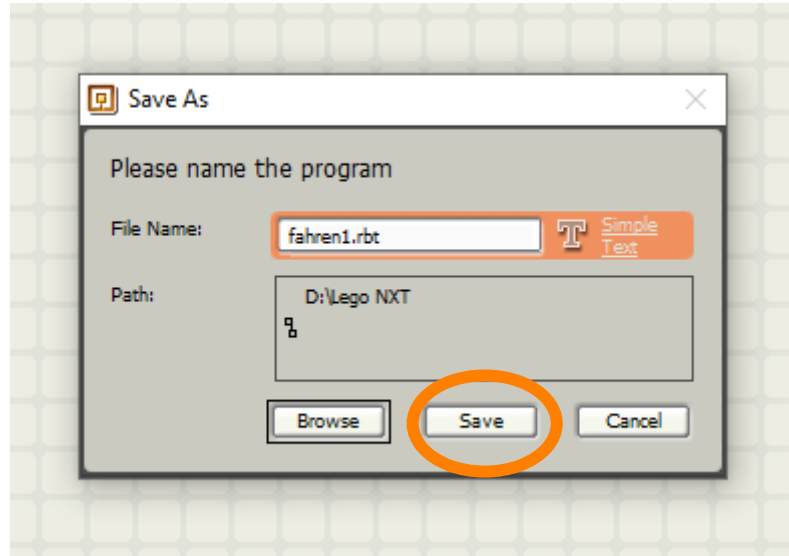 Save As
Please name the program
File Name:
fahren1.rbt
T Simple
Text
Path:
D:\Lego NXT
Browse Save Cancel